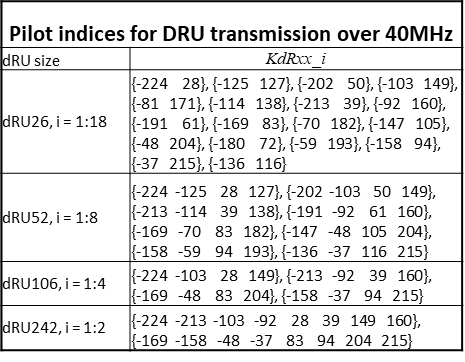 Pilot indices for DRU transmission over 40MHz
dRU size KdRxx_i
dRU26, i = 1:18
{-224 28}, {-125 127}, {-202 50}, {-103 149},
{-81 171}, {-114 138}, {-213 39}, {-92 160},
{-191 61}, {-169 83}, {-70 182}, {-147 105},
{-48 204}, {-180 72}, {-59 193}, {-158 94},
{-37 215}, {-136 116}
dRU52, i = 1:8
{-224 -125 28 127}, {-202 -103 50 149},
{-213 -114 39 138}, {-191 -92 61 160},
{-169 -70 83 182}, {-147 -48 105 204},
{-158 -59 94 193}, {-136 -37 116 215}
dRU106, i = 1:4
{-224 -103 28 149}, {-213 -92 39 160},
{-169 -48 83 204}, {-158 -37 94 215}
dRU242, i = 1:2
{-224 -213 -103 -92 28 39 149 160},
{-169 -158 -48 -37 83 94 204 215}